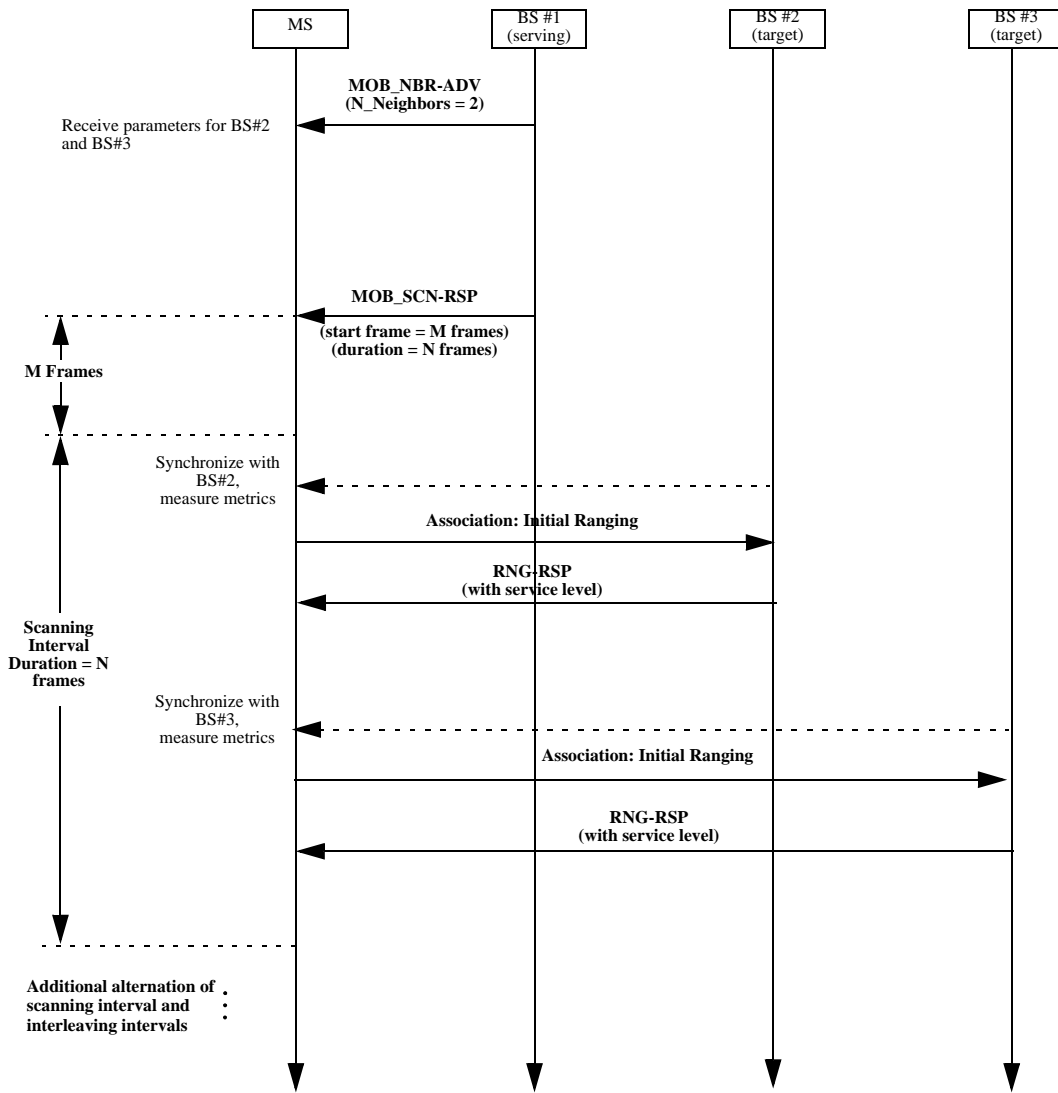 MS
BS #1
(serving)
BS #2
(target)
BS #3
(target)
MOB_NBR-ADV
(N_Neighbors = 2)
Receive parameters for BS#2
and BS#3
MOB_SCN-RSP
(start frame = M frames)
(duration = N frames)
M Frames
Synchronize with
BS#2,
measure metrics
Association: Initial Ranging
RNG-RSP
(with service level)
Scanning
Interval
Duration = N
frames
Synchronize with
BS#3,
measure metrics
Association: Initial Ranging
RNG-RSP
(with service level)
Additional alternation of
scanning interval and
interleaving intervals